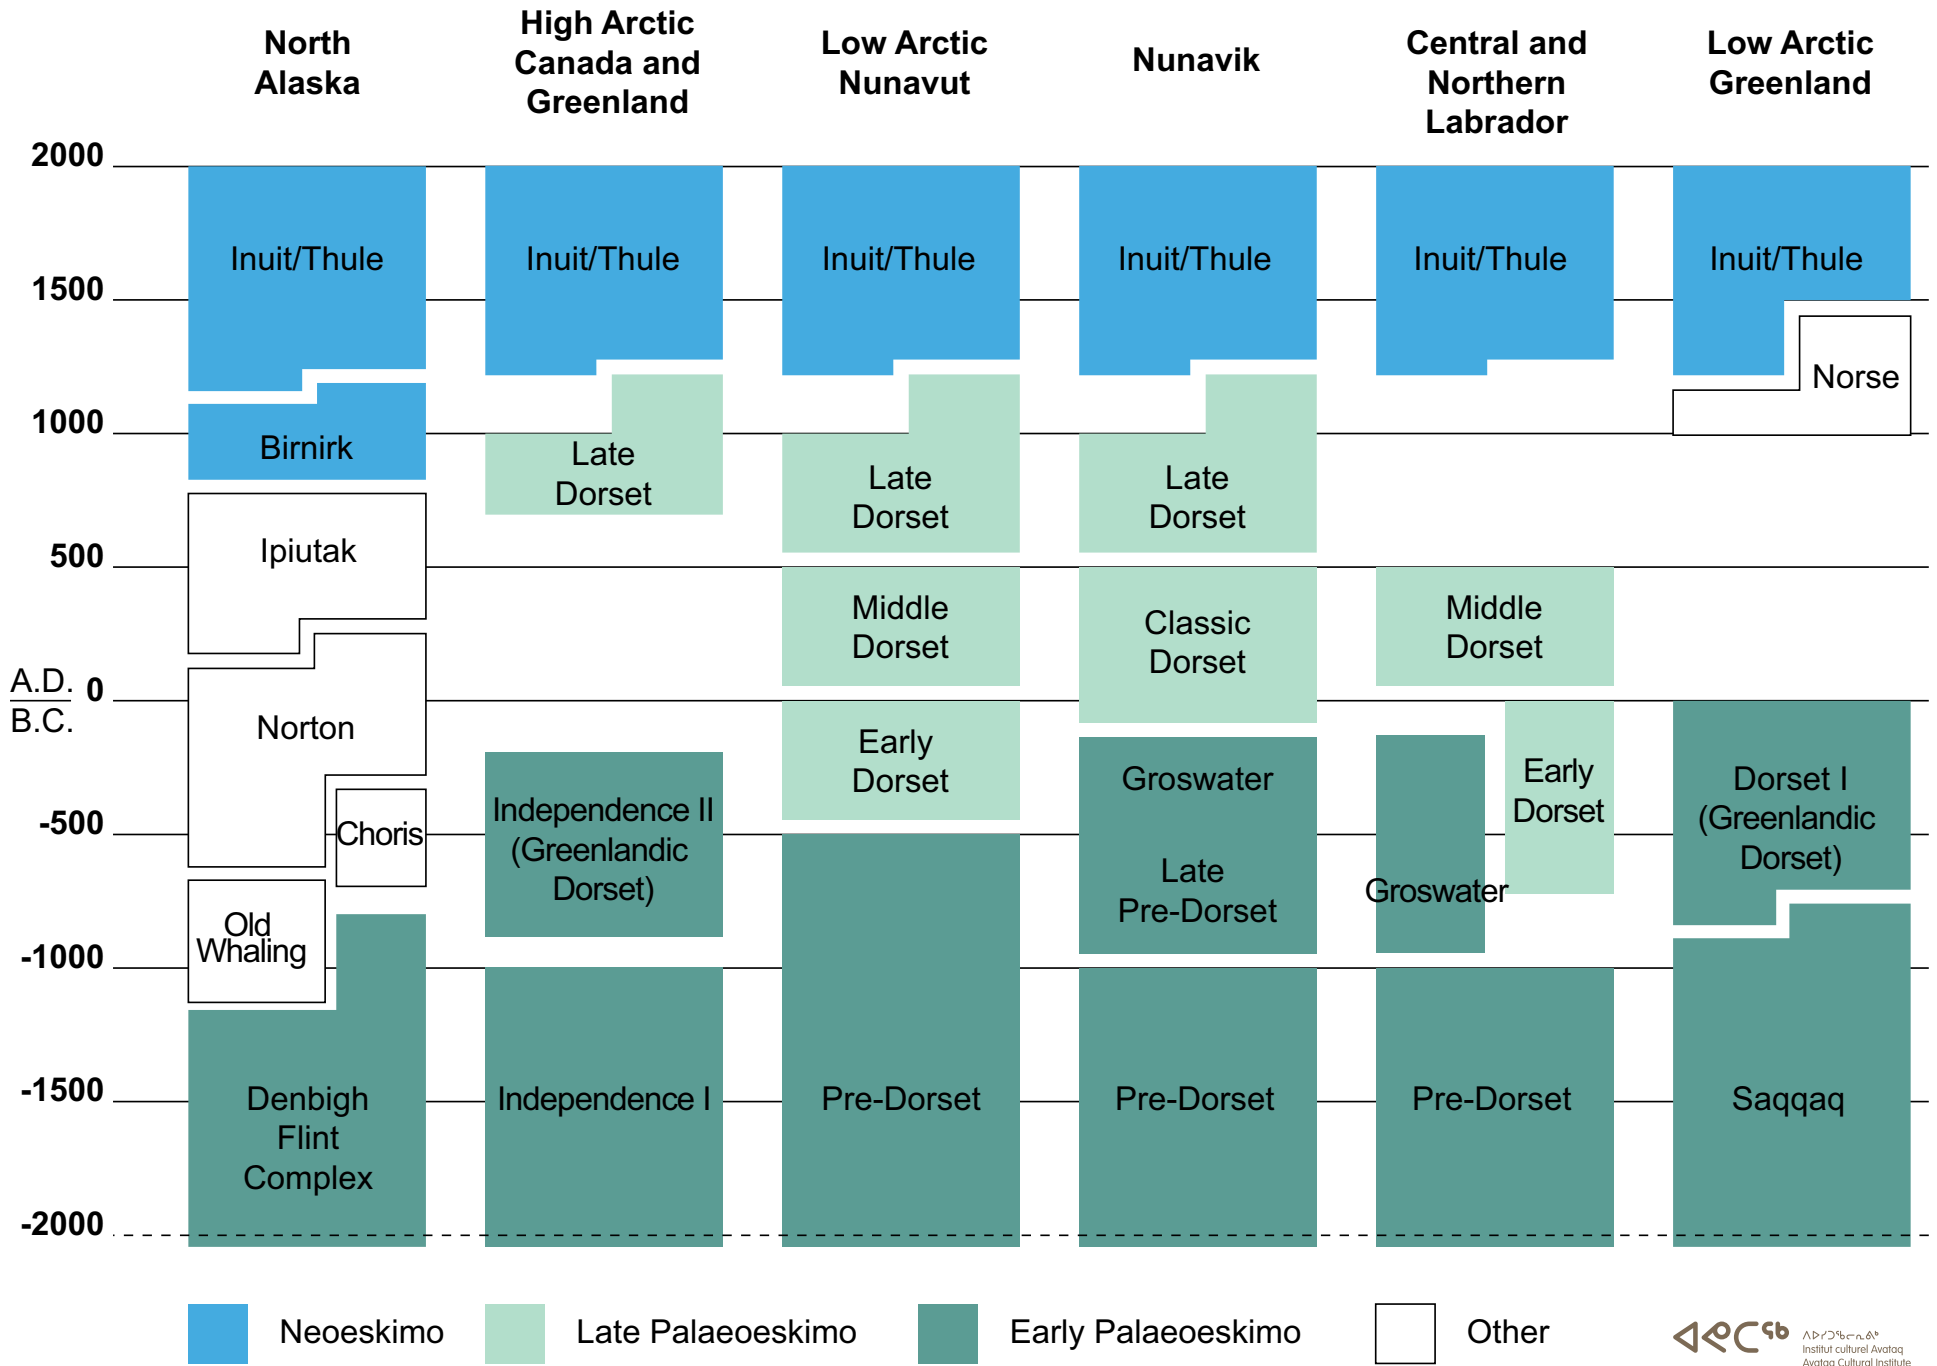 North
Alaska
High Arctic
Canada and
Greenland
Low Arctic
Nunavut
Nunavik
Central and
Northern
Labrador
Low Arctic
Greenland
2000
1500
1000
500
A.D.
0
B.C.
-500
-1000
-1500
-2000
Inuit/Thule
Birnirk
Ipiutak
Norton
Choris
Old
Whaling
Denbigh
Flint
Complex
Inuit/Thule
Late
Dorset
Independence II
(Greenlandic
Dorset)
Independence I
Inuit/Thule
Late
Dorset
Middle
Dorset
Early
Dorset
Pre-Dorset
Inuit/Thule
Late
Dorset
Classic
Dorset
Groswater
Late
Pre-Dorset
Pre-Dorset
Inuit/Thule
Middle
Dorset
Early
Dorset
Groswater
Pre-Dorset
Inuit/Thule
Norse
Dorset I
(Greenlandic
Dorset)
Saqqaq
Neoeskimo
Late Palaeoeskimo
Early Palaeoeskimo
Other
ᐊᕙᑕᖅ
Institut culturel Avataq
Avataq Cultural Institute